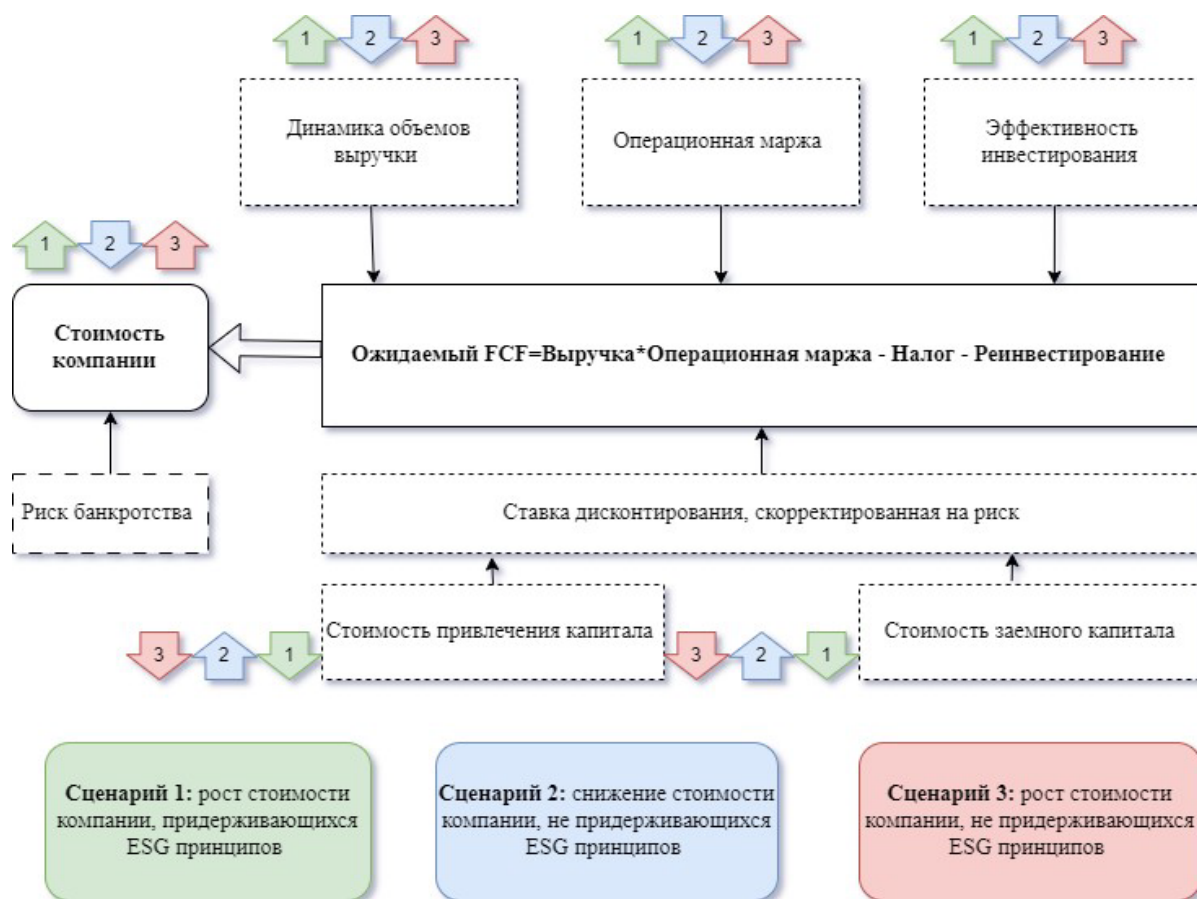 1 2 3
1 2 3
1 2 3
Динамика объемов
выручки
Операционная маржа
Эффективность
инвестирования
1 2 3
Стоимость
компании
Ожидаемый FCF=Выручка*Операционная маржа - Налог - Реинвестирование
Риск банкротства
Ставка дисконтирования, скорректированная на риск
3 2 1
Стоимость привлечения капитала
3 2 1
Стоимость заемного капитала
Сценарий 1: рост стоимости
компании, придерживающихся
ESG принципов
Сценарий 2: снижение стоимости
компании, не придерживающихся
ESG принципов
Сценарий 3: рост стоимости
компании, не придерживающихся
ESG принципов